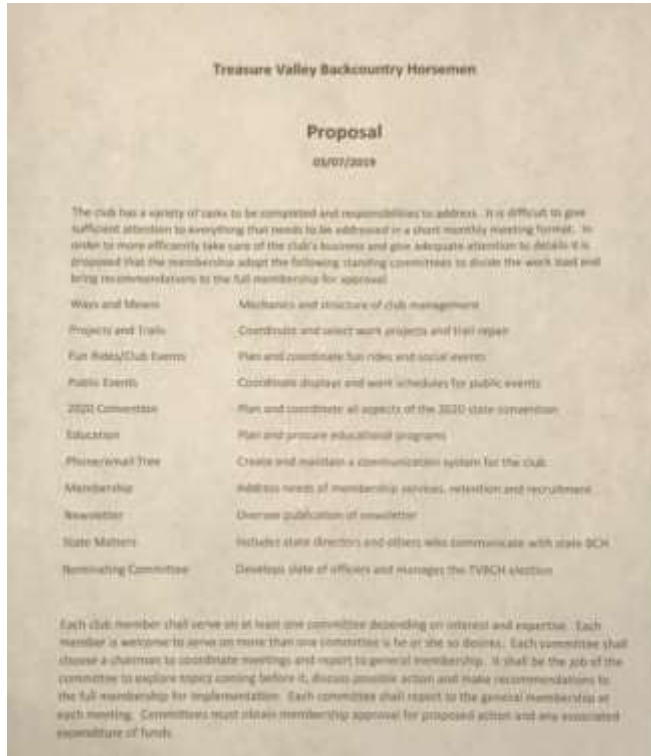 Treasure Valley Backcountry Horsemen
Proposal
03/07/2019
The club has a variety of tasks to be completed and responsibilities to address. It is difficult to give
sufficient attention to everything that needs to be addressed in a short monthly meeting format. In
order to more efficiently take care of the club's business and give adequate attention to details it is
proposed that the membership adopt the following standing committees to divide the work load and
bring recommendations to the full membership for approval
Ways and Means Mechanics and structure of club management
Projects and Trails Coordinate and select work projects and trail repair
Fun Rides/Club Events Plan and coordinate fun rides and social events
Public Events Coordinate displays and work schedules for public events
2020 Convention Plan and coordinate all aspects of the 2020 state convention
Education Plan and procure educational programs
Phone/email Tree Create and maintain a communication system for the club
Membership Address needs of membership services, retention and recruitment
Newsletter Oversee publication of newsletter
State Matters Includes state directors and others who communicate with state BCH
Nominating Committee Develops slate of officers and manages the TVBCH election
Each club member shall serve on at least one committee depending on interest and expertise. Each
member is welcome to serve on more than one committee is he or she so desires. Each committee shall
choose a chairman to coordinate meetings and report to general membership. It shall be the job of the
committee to explore topics coming before it, discuss possible action and make recommendations to
the full membership for implementation. Each committee shall report to the general membership at
each meeting. Committees must obtain membership approval for proposed action and any associated
expenditure of funds.